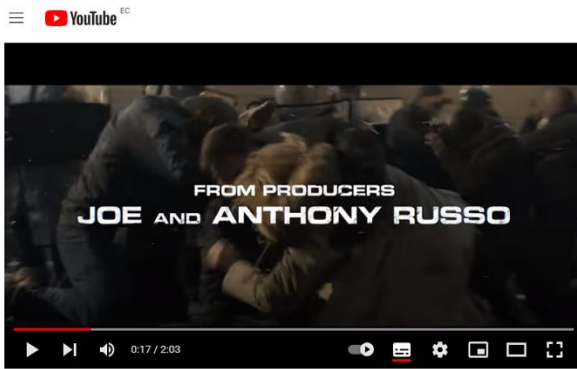 YouTube EC
FROM PRODUCERS
JOE AND ANTHONY RUSSO
0:17 / 2:03